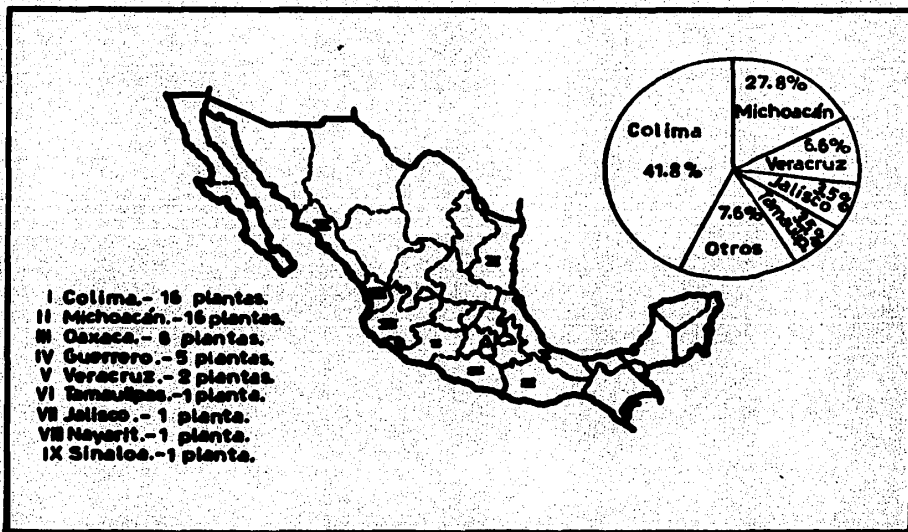 27.8%
Michoacán
Colima
41.8%
6.6%
Veracruz
Jalisco
7.6%
Otros
I Colima.- 16 plantas.
II Michoacán.- 16 plantas.
III Oaxaca.- 8 plantas.
IV Guerrero.- 5 plantas.
V Veracruz.- 2 plantas.
VI Tamaulipas.- 1 planta.
VII Jalisco.- 1 planta.
VIII Nayarit.- 1 planta.
IX Sinaloa.- 1 planta.